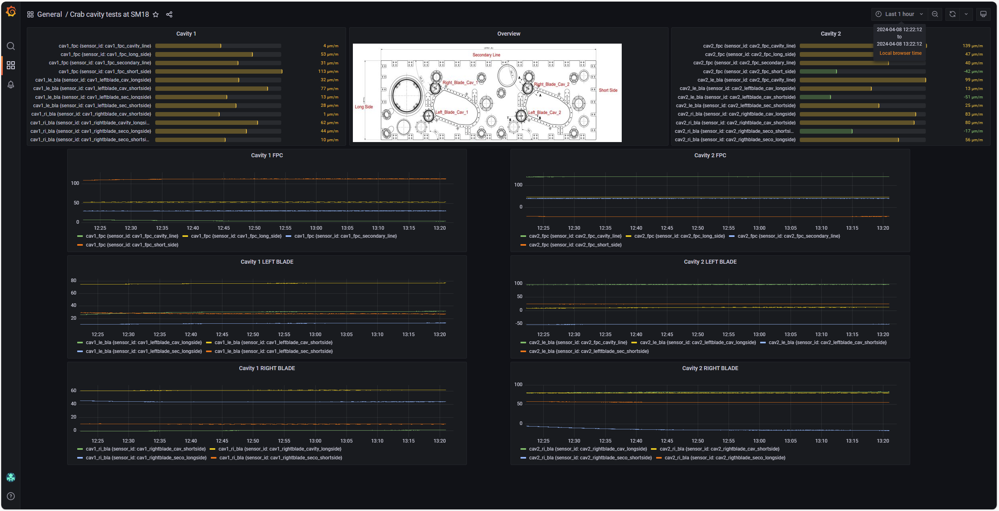 General / Crab cavity tests at SM18
Last 1 hour
2024-04-08 12:22:12
to
2024-04-08 13:22:12
Local browser time
Cavity 1
cav1_fpc {sensor_id: cav1_fpc_cavity_line} 4 µm/m
cav1_fpc {sensor_id: cav1_fpc_long_side} 53 µm/m
cav1_fpc {sensor_id: cav1_fpc_secondary_line} 31 µm/m
cav1_fpc {sensor_id: cav1_fpc_short_side} 113 µm/m
cav1_le_bla {sensor_id: cav1_leftblade_cav_longside} 32 µm/m
cav1_le_bla {sensor_id: cav1_leftblade_cav_shortside} 77 µm/m
cav1_le_bla {sensor_id: cav1_leftblade_sec_longside} 13 µm/m
cav1_le_bla {sensor_id: cav1_leftblade_sec_shortside} 28 µm/m
cav1_ri_bla {sensor_id: cav1_rightblade_cav_shortside} 1 µm/m
cav1_ri_bla {sensor_id: cav1_rightblade_cavity_longsi... 62 µm/m
cav1_ri_bla {sensor_id: cav1_rightblade_seco_longside} 44 µm/m
cav1_ri_bla {sensor_id: cav1_rightblade_seco_shortsi... 10 µm/m
Overview
Secondary Line
Right_Blade_Cav_1
Right_Blade_Cav_2
Short Side
Long Side
Left_Blade_Cav_1
Left_Blade_Cav_2
A
A
B
B
Cavity 2
cav2_fpc {sensor_id: cav2_fpc_cavity_line} 139 µm/m
cav2_fpc {sensor_id: cav2_fpc_long_side} 47 µm/m
cav2_fpc {sensor_id: cav2_fpc_secondary_line} 40 µm/m
cav2_fpc {sensor_id: cav2_fpc_short_side} -42 µm/m
cav2_le_bla {sensor_id: cav2_fpc_cavity_line} 99 µm/m
cav2_le_bla {sensor_id: cav2_leftblade_cav_longside} 13 µm/m
cav2_le_bla {sensor_id: cav2_leftblade_cav_shortside} -51 µm/m
cav2_le_bla {sensor_id: cav2_lefttblade_sec_shortside} 25 µm/m
cav2_ri_bla {sensor_id: cav2_rightblade_cav_longside} 83 µm/m
cav2_ri_bla {sensor_id: cav2_rightblade_cav_shortside} 80 µm/m
cav2_ri_bla {sensor_id: cav2_rightblade_seco_shortsi... -17 µm/m
cav2_ri_bla {sensor_id: cav2_rigthblade_seco_longside} 56 µm/m
Cavity 1 FPC
100
50
0
12:25 12:30 12:35 12:40 12:45 12:50 12:55 13:00 13:05 13:10 13:15 13:20
cav1_fpc {sensor_id: cav1_fpc_cavity_line} cav1_fpc {sensor_id: cav1_fpc_long_side} cav1_fpc {sensor_id: cav1_fpc_secondary_line}
cav1_fpc {sensor_id: cav1_fpc_short_side}
Cavity 2 FPC
100
0
12:25 12:30 12:35 12:40 12:45 12:50 12:55 13:00 13:05 13:10 13:15 13:20
cav2_fpc {sensor_id: cav2_fpc_cavity_line} cav2_fpc {sensor_id: cav2_fpc_long_side} cav2_fpc {sensor_id: cav2_fpc_secondary_line}
cav2_fpc {sensor_id: cav2_fpc_short_side}
Cavity 1 LEFT BLADE
80
60
40
20
12:25 12:30 12:35 12:40 12:45 12:50 12:55 13:00 13:05 13:10 13:15 13:20
cav1_le_bla {sensor_id: cav1_leftblade_cav_longside} cav1_le_bla {sensor_id: cav1_leftblade_cav_shortside}
cav1_le_bla {sensor_id: cav1_leftblade_sec_longside} cav1_le_bla {sensor_id: cav1_leftblade_sec_shortside}
Cavity 2 LEFT BLADE
100
50
0
-50
12:25 12:30 12:35 12:40 12:45 12:50 12:55 13:00 13:05 13:10 13:15 13:20
cav2_le_bla {sensor_id: cav2_fpc_cavity_line} cav2_le_bla {sensor_id: cav2_leftblade_cav_longside} cav2_le_bla {sensor_id: cav2_leftblade_cav_shortside}
cav2_le_bla {sensor_id: cav2_lefttblade_sec_shortside}
Cavity 1 RIGHT BLADE
60
40
20
0
12:25 12:30 12:35 12:40 12:45 12:50 12:55 13:00 13:05 13:10 13:15 13:20
cav1_ri_bla {sensor_id: cav1_rightblade_cav_shortside} cav1_ri_bla {sensor_id: cav1_rightblade_cavity_longside}
cav1_ri_bla {sensor_id: cav1_rightblade_seco_longside} cav1_ri_bla {sensor_id: cav1_rightblade_seco_shortside}
Cavity 2 RIGHT BLADE
100
50
0
12:25 12:30 12:35 12:40 12:45 12:50 12:55 13:00 13:05 13:10 13:15 13:20
cav2_ri_bla {sensor_id: cav2_rightblade_cav_longside} cav2_ri_bla {sensor_id: cav2_rightblade_cav_shortside}
cav2_ri_bla {sensor_id: cav2_rightblade_seco_shortside} cav2_ri_bla {sensor_id: cav2_rigthblade_seco_longside}